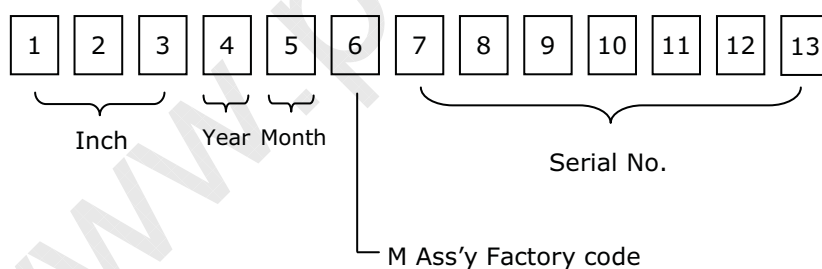 1 2 3 4 5 6 7 8 9 10 11 12 13
Inch Year Month
Serial No.
M Ass'y Factory code
www.p